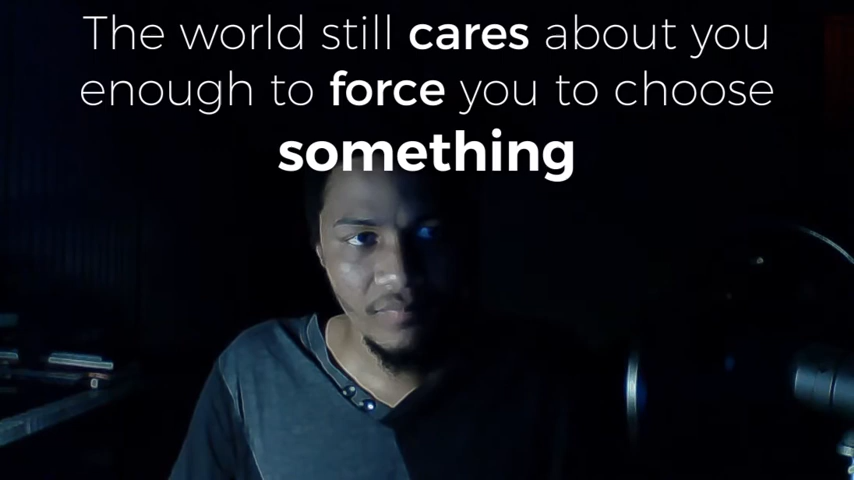 The world still cares about you
enough to force you to choose
something